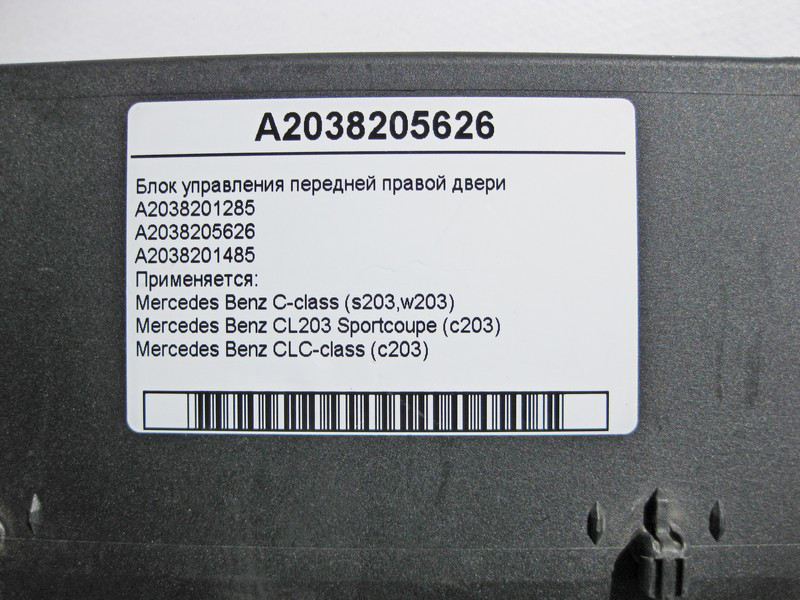 A2038205626
Блок управления передней правой двери
A2038201285
A2038205626
A2038201485
Применяется:
Mercedes Benz C-class (s203,w203)
Mercedes Benz CL203 Sportcoupe (c203)
Mercedes Benz CLC-class (c203)